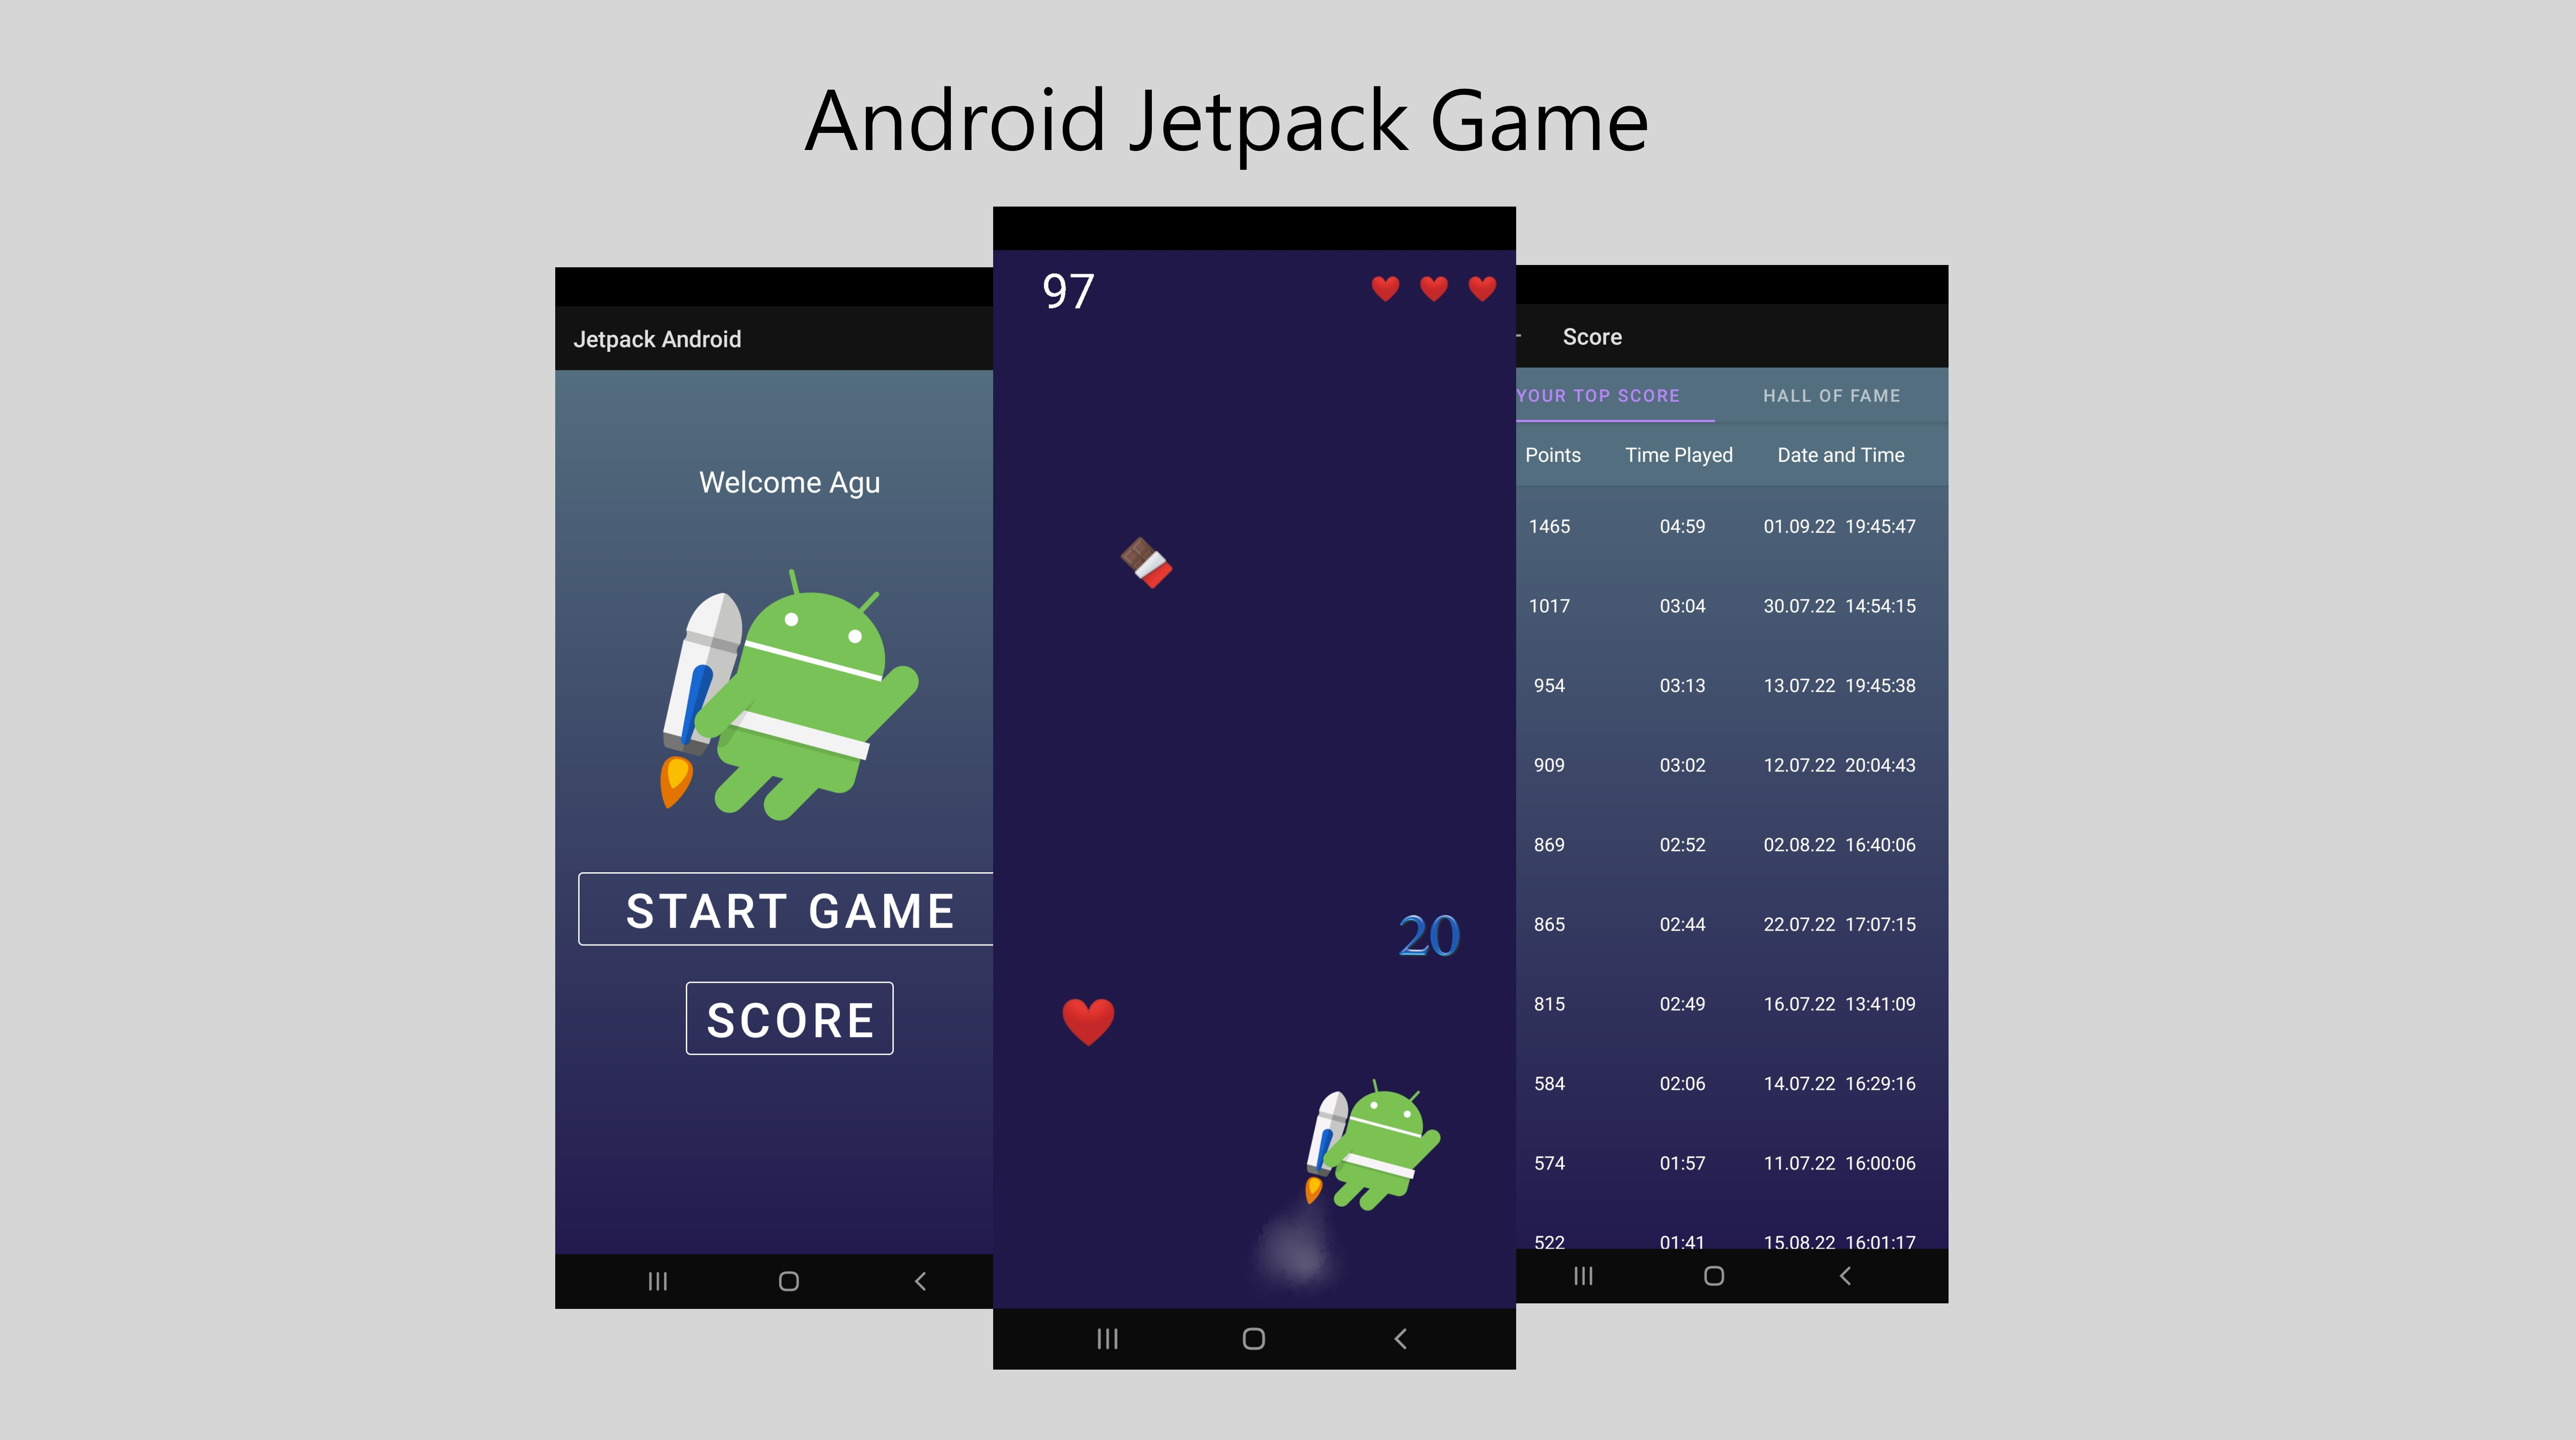 Android Jetpack Game
Jetpack Android
Welcome Agu
START GAME
SCORE
97
20
Score
YOUR TOP SCORE HALL OF FAME
Points Time Played Date and Time
1465 04:59 01.09.22 19:45:47
1017 03:04 30.07.22 14:54:15
954 03:13 13.07.22 19:45:38
909 03:02 12.07.22 20:04:43
869 02:52 02.08.22 16:40:06
865 02:44 22.07.22 17:07:15
815 02:49 16.07.22 13:41:09
584 02:06 14.07.22 16:29:16
574 01:57 11.07.22 16:00:06
522 01:41 15.08.22 16:01:17